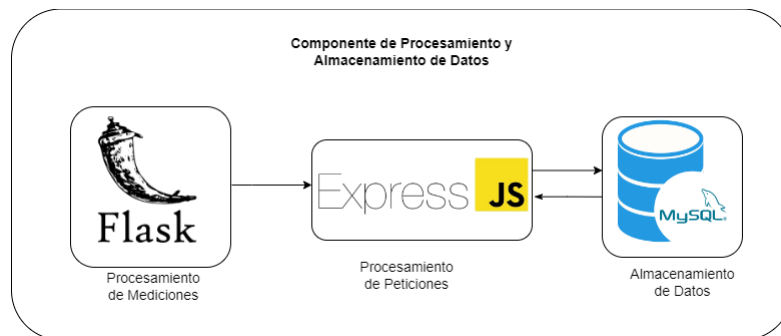 Componente de Procesamiento y
Almacenamiento de Datos
Flask
Procesamiento
de Mediciones
Express JS
Procesamiento
de Peticiones
MySQL
Almacenamiento
de Datos